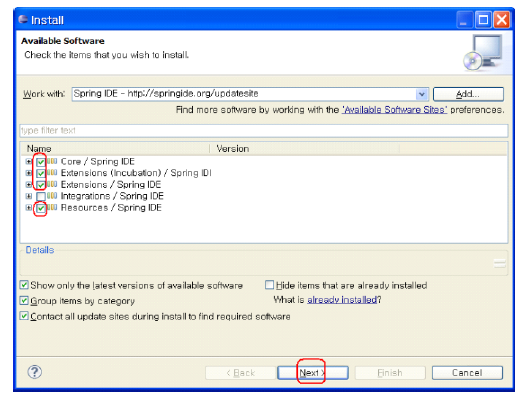 Install
Available Software
Check the items that you wish to install.
Work with: Spring IDE - http://springide.org/updatesite Add...
Find more software by working with the 'Available Software Sites' preferences.
type filter text
Name Version
Core / Spring IDE
Extensions (Incubation) / Spring IDI
Extensions / Spring IDE
Integrations / Spring IDE
Resources / Spring IDE
Details
Show only the latest versions of available software Hide items that are already installed
Group items by category What is already installed?
Contact all update sites during install to find required software
< Back Next > Finish Cancel